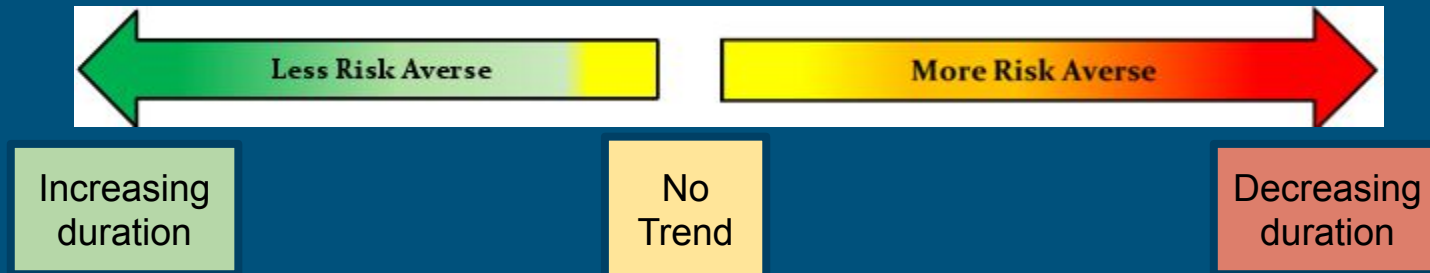 Less Risk Averse
More Risk Averse
Increasing
duration
No
Trend
Decreasing
duration